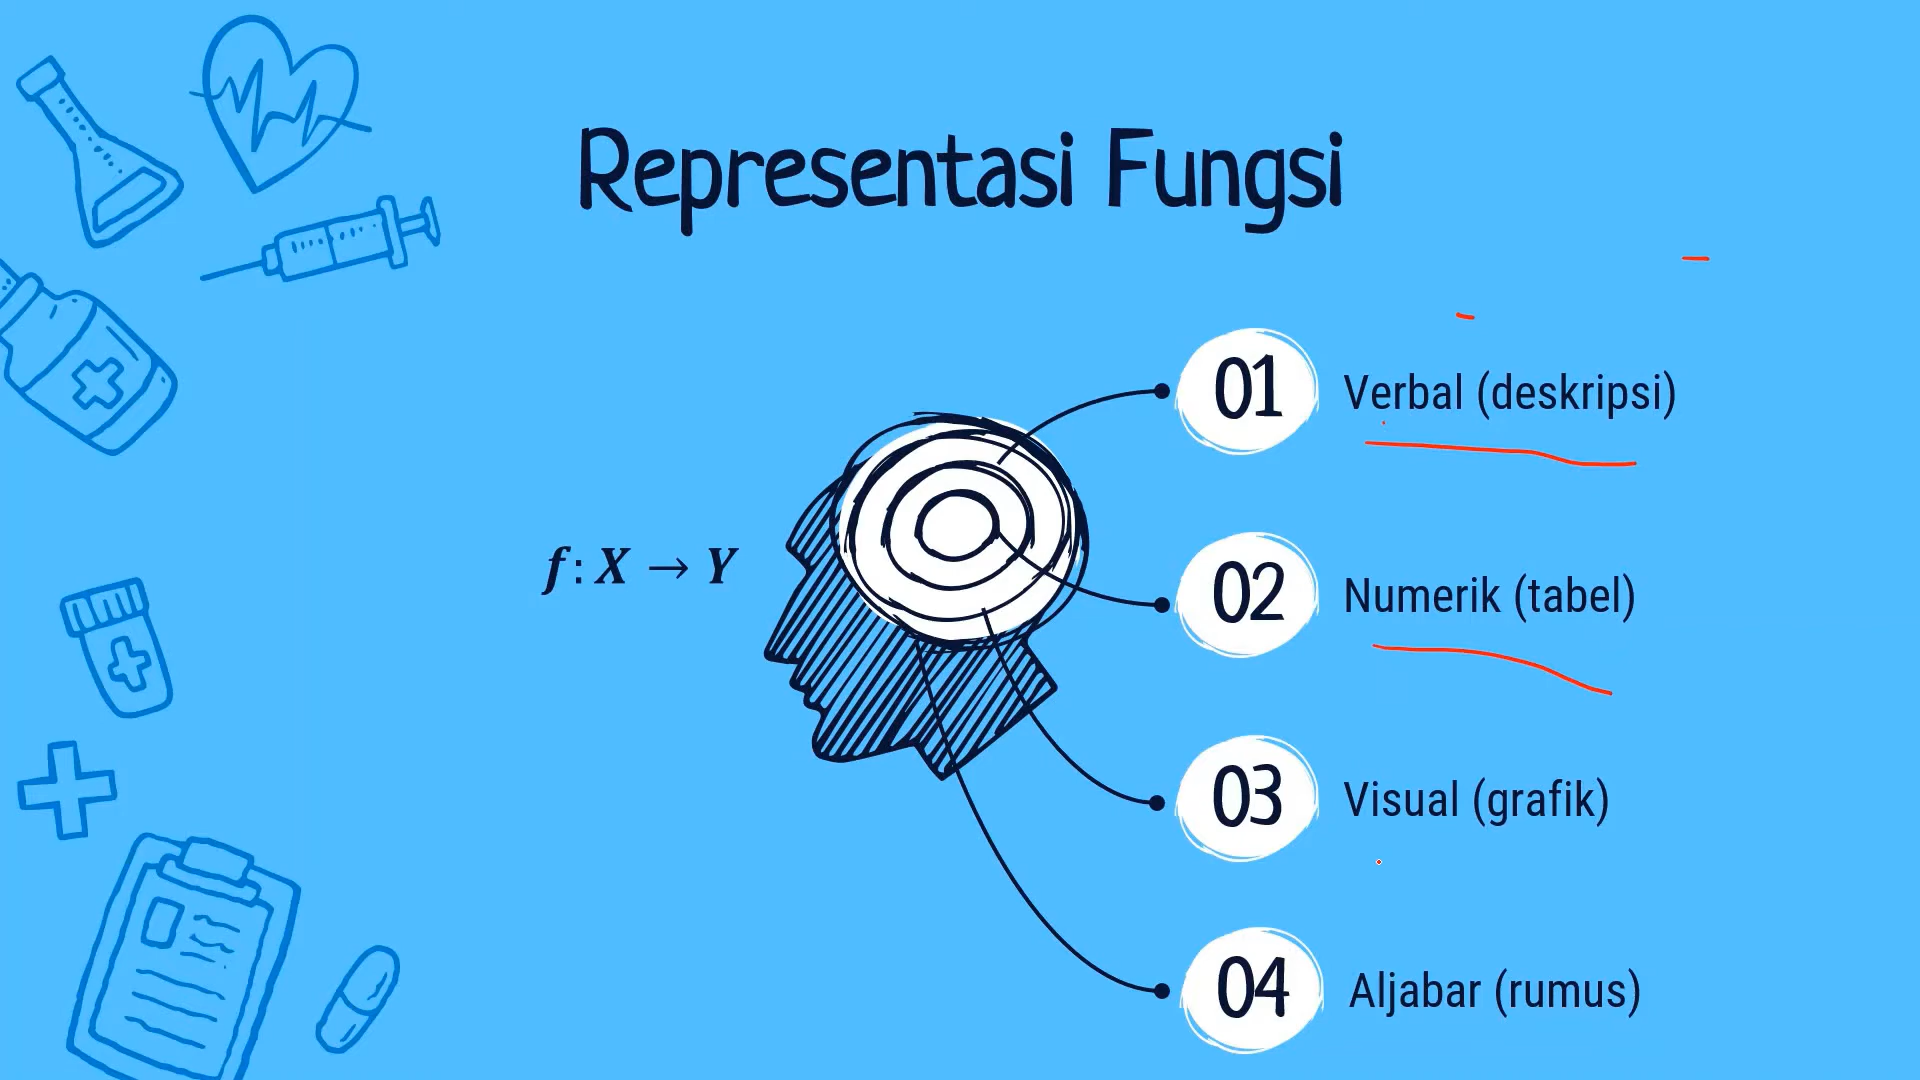 Representasi Fungsi
f: X → Y
01 Verbal (deskripsi)
02 Numerik (tabel)
03 Visual (grafik)
04 Aljabar (rumus)